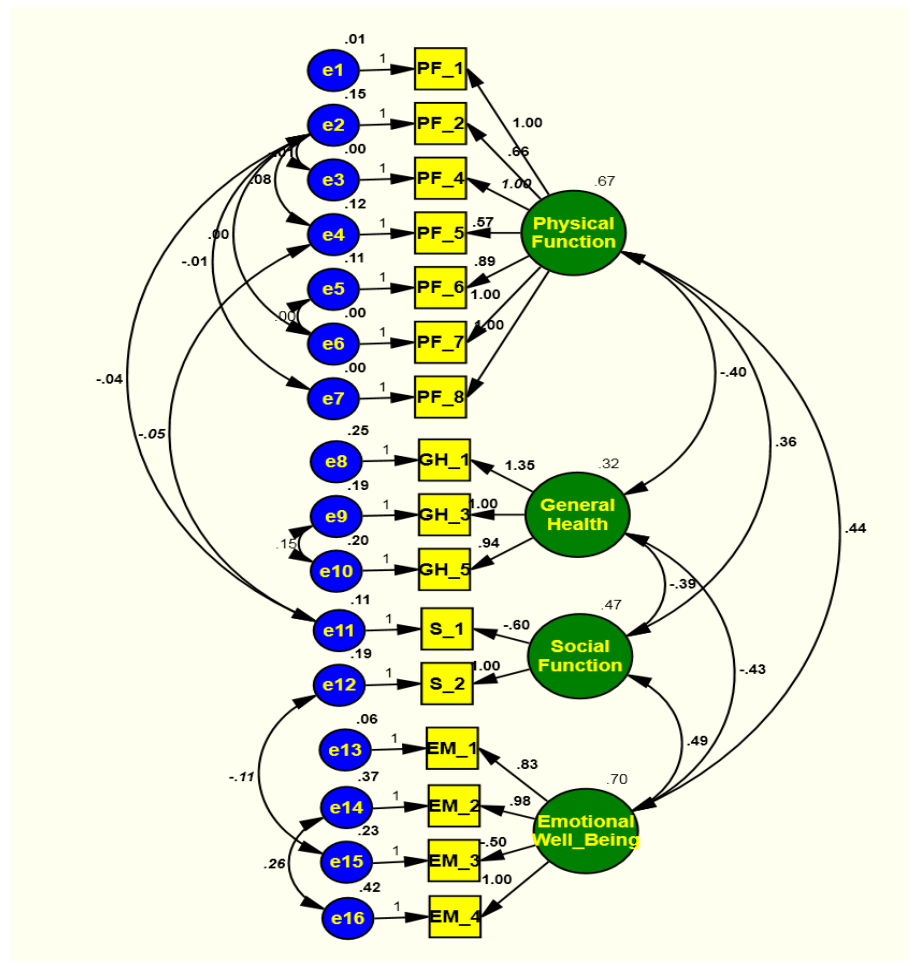 .01
e1
1
PF_1
.15
e2
1
PF_2
1.00
.66
.01
.00
e3
1
PF_4
1.00
.67
.08
.12
e4
1
PF_5
.57
Physical
Function
.00
-.01
.11
e5
1
PF_6
.89
1.00
.00
.00
e6
1
PF_7
1.00
.00
e7
1
PF_8
-.04
-.40
-.05
.36
.25
e8
1
GH_1
1.35
.32
.19
e9
1
GH_3
1.00
General
Health
.44
.15
.20
e10
1
GH_5
.94
-.39
.11
e11
1
S_1
-.60
.47
.19
e12
1
S_2
1.00
Social
Function
-.43
.06
e13
1
EM_1
.83
.49
-.11
.37
e14
1
EM_2
.98
.70
.23
e15
1
EM_3
-.50
Emotional
Well_Being
.26
.42
e16
1
EM_4
1.00